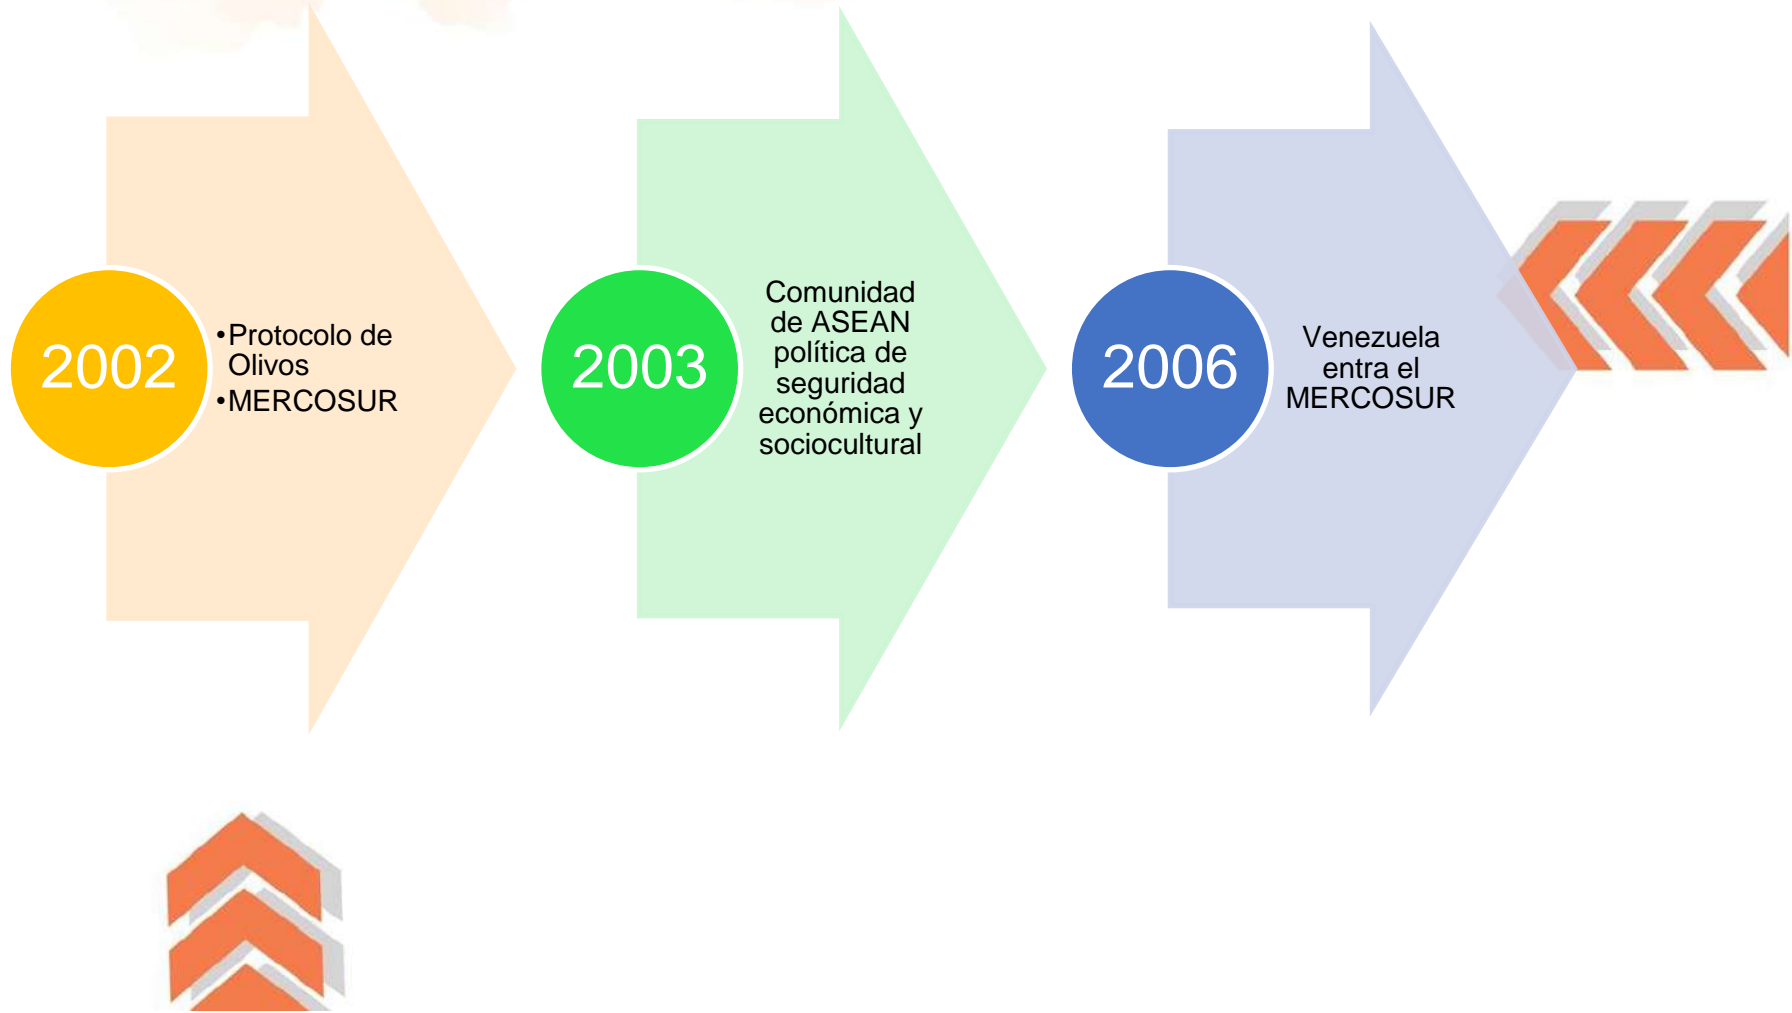 2002
•Protocolo de
Olivos
•MERCOSUR
2003
Comunidad
de ASEAN
política de
seguridad
económica y
sociocultural
2006
Venezuela
entra el
MERCOSUR